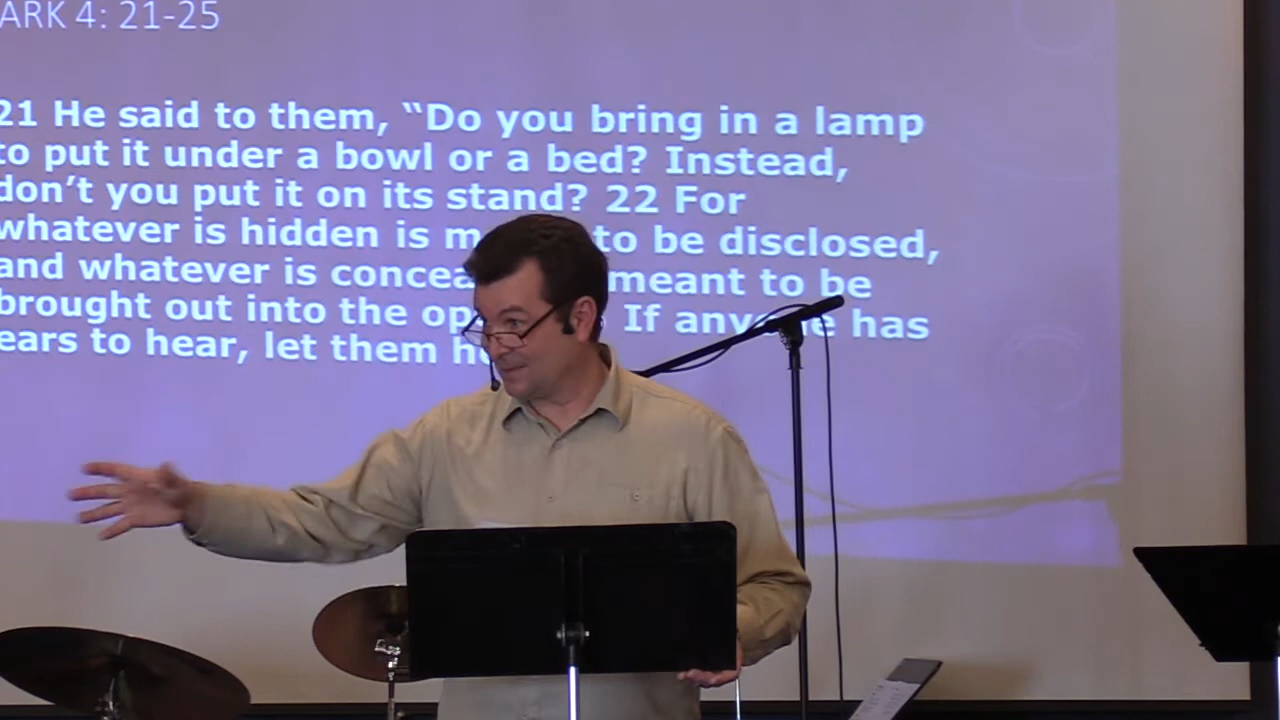 ARK 4: 21-25
21 He said to them, “Do you bring in a lamp
to put it under a bowl or a bed? Instead,
don’t you put it on its stand? 22 For
whatever is hidden is to be disclosed,
and whatever is meant to be
brought out into the If has
ears to hear, let them